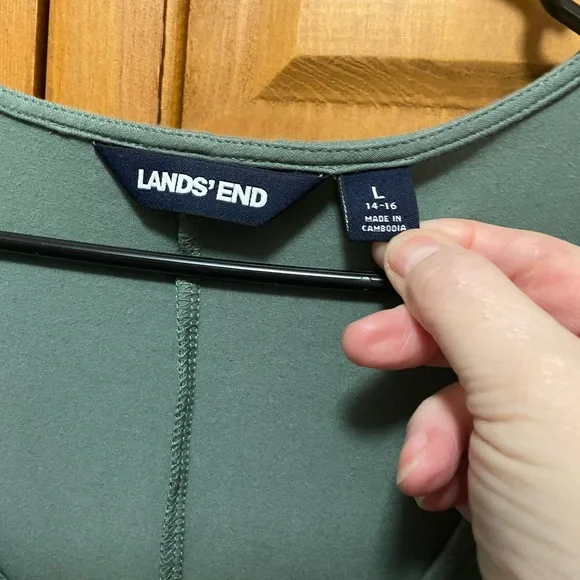 LANDS' END
L
14-16
MADE IN
CAMBODIA